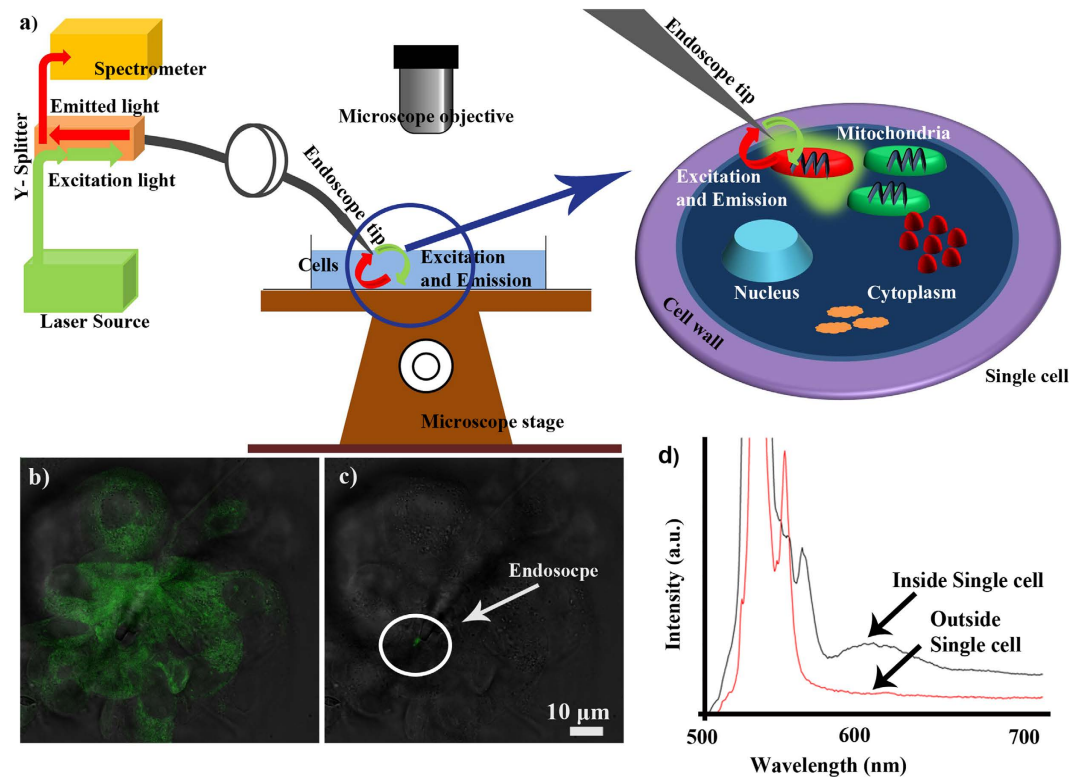 a)
Spectrometer
Emitted light
Y- Splitter
Excitation light
Laser Source
Microscope objective
Endoscope tip
Cells
Excitation
and Emission
Microscope stage
Endoscope tip
Mitochondria
Excitation
and Emission
Nucleus
Cytoplasm
Cell wall
Single cell
b)
c)
Endosocpe
10 μm
d)
Intensity (a.u.)
Inside Single cell
Outside
Single cell
500
600
700
Wavelength (nm)